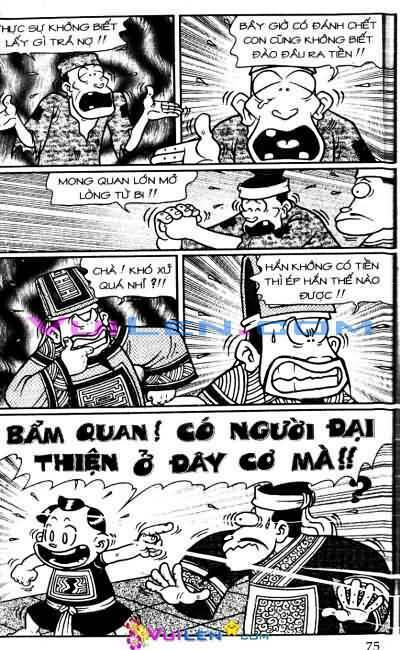 THỰC SỰ KHÔNG BIẾT
LẤY GÌ TRẢ NỢ !!
BÂY GIỜ CÓ ĐÁNH CHẾT
CON CŨNG KHÔNG BIẾT
ĐÀO ĐÂU RA TIỀN !!
MONG QUAN LỚN MỞ
LÒNG TỪ BI !!
CHÀ ! KHÓ XỬ
QUÁ NHỈ ?!!
HẮN KHÔNG CÓ TIỀN
THÌ ÉP HẮN THẾ NÀO
ĐƯỢC !!
VUILEN.COM
BẨM QUAN! CÓ NGƯỜI ĐẠI
THIỆN Ở ĐÂY CƠ MÀ!!
?
75
VUILEN.COM